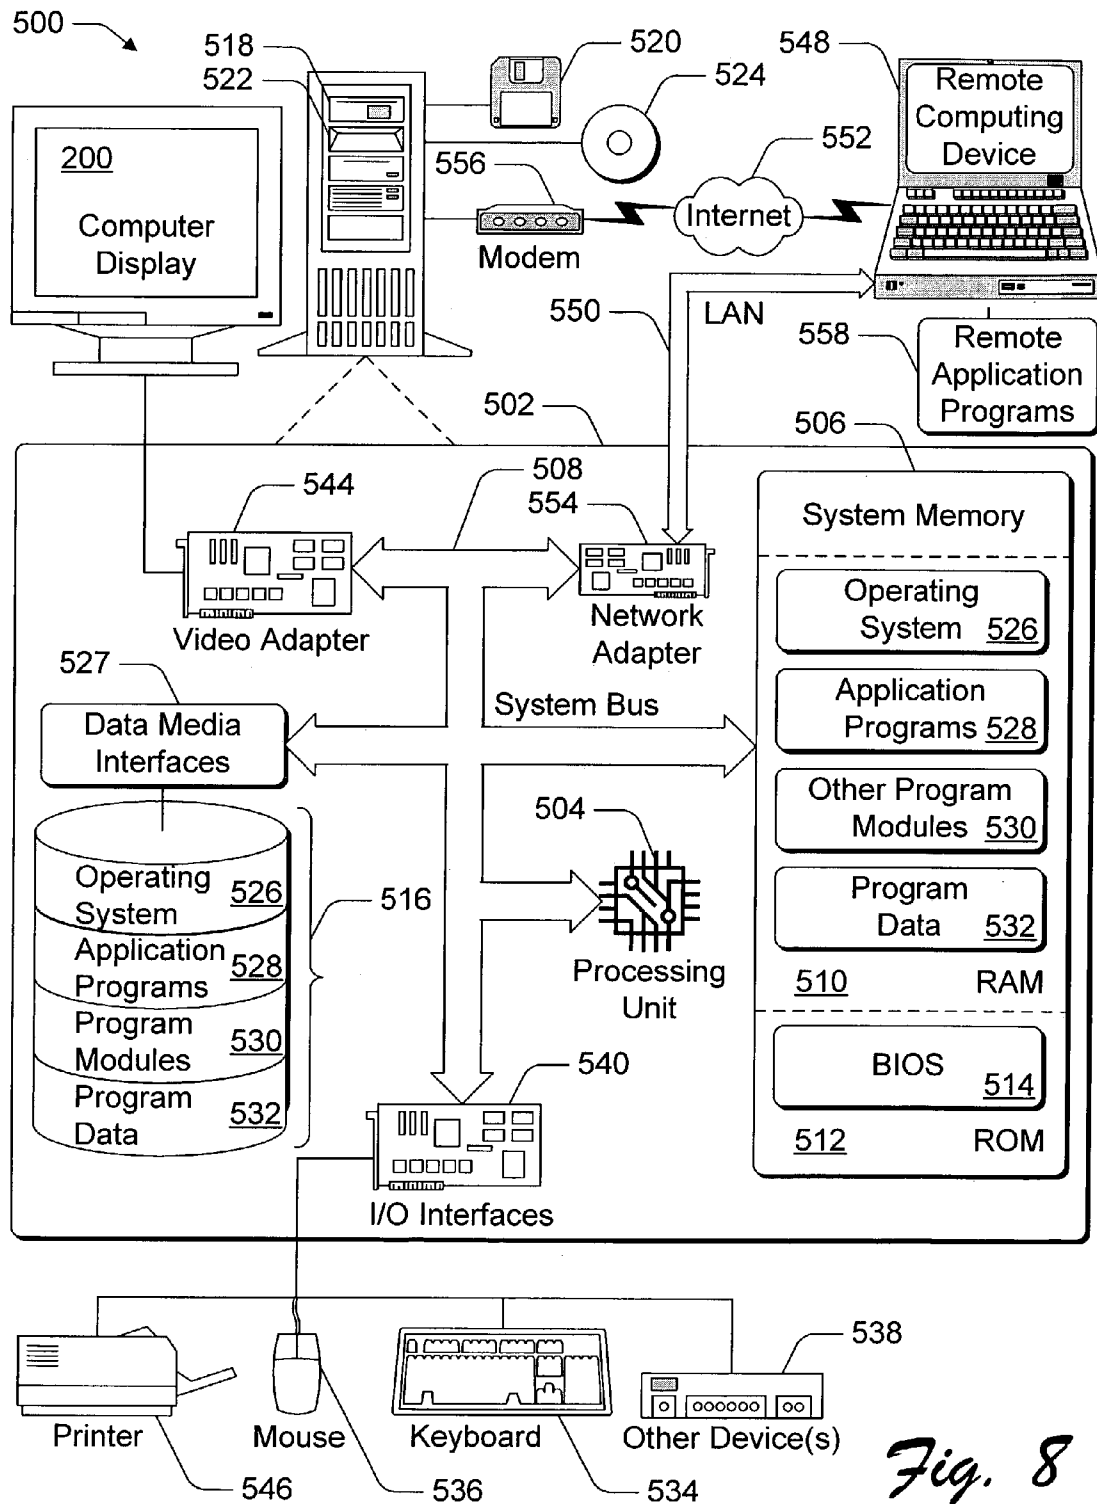 500
518
522
520
524
548
Remote
Computing
Device
200
Computer
Display
556
552
Internet
Modem
550
LAN
558
Remote
Application
Programs
502
506
544
508
554
System Memory
Video Adapter
Network
Adapter
Operating
System 526
527
Data Media
Interfaces
System Bus
Application
Programs 528
Other Program
Modules 530
504
Operating
System 526
516
Program
Data 532
Application
Programs 528
Processing
Unit
510 RAM
Program
Modules 530
540
BIOS 514
Program
Data 532
512 ROM
I/O Interfaces
538
Printer
Mouse
Keyboard
Other Device(s)
546
536
534
Fig. 8